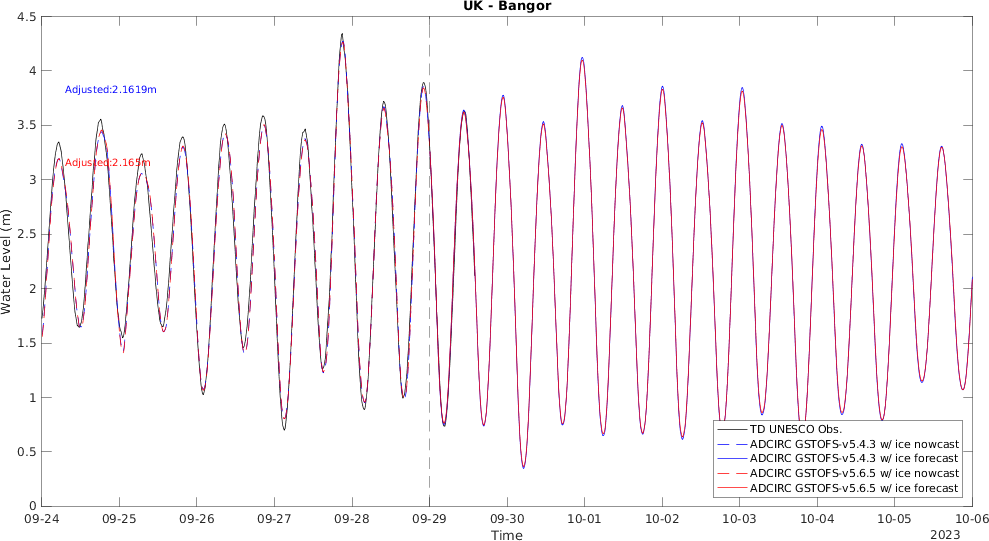 UK - Bangor
4.5
4
3.5
3
2.5
2
1.5
1
0.5
0
Water Level (m)
Adjusted:2.1619m
Adjusted:2.165m
TD UNESCO Obs.
ADCIRC GSTOFS-v5.4.3 w/ ice nowcast
ADCIRC GSTOFS-v5.4.3 w/ ice forecast
ADCIRC GSTOFS-v5.6.5 w/ ice nowcast
ADCIRC GSTOFS-v5.6.5 w/ ice forecast
09-24 09-25 09-26 09-27 09-28 09-29 09-30 10-01 10-02 10-03 10-04 10-05 10-06
Time
2023